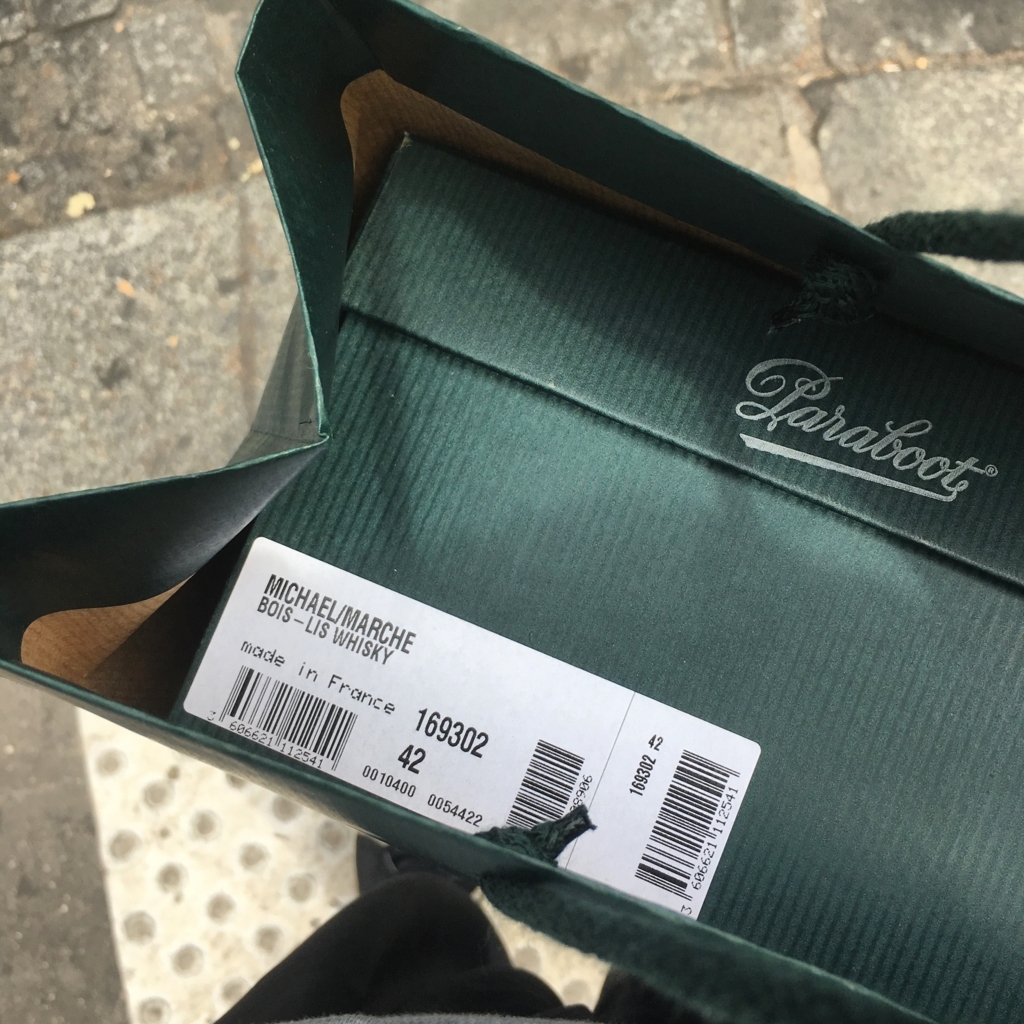 Paraboot®
MICHAEL/MARCHE
BOIS-LIS WHISKY
made in France
169302
42
3 606621 112541
0010400 0054422
42
169302
3 606621 112541